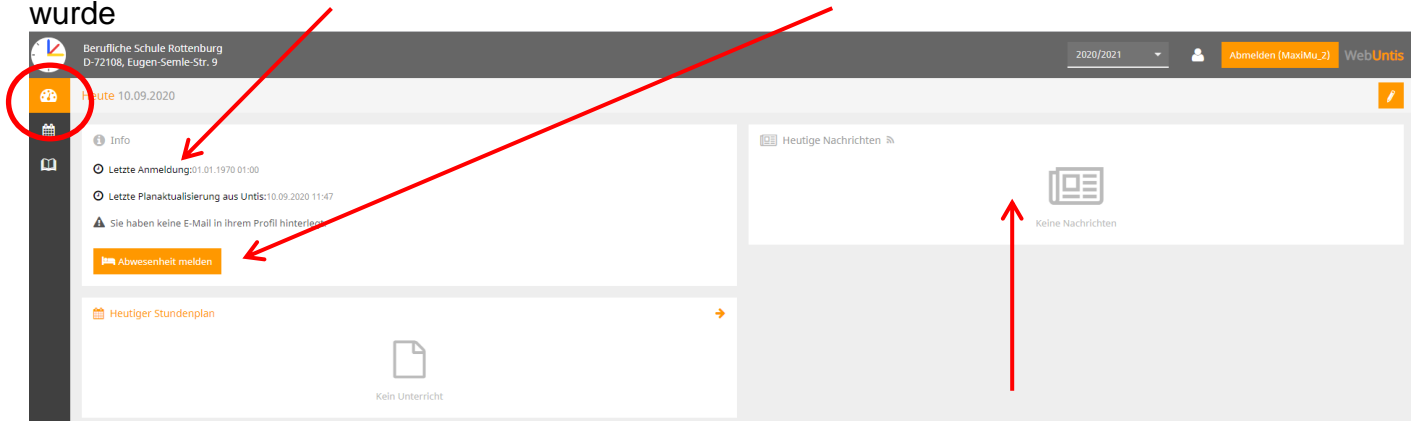 wurde
Berufliche Schule Rottenburg
D-72108, Eugen-Semle-Str. 9
2020/2021
Abmelden (MaxiMu_2)
WebUntis
Heute 10.09.2020
Info
Letzte Anmeldung:01.01.1970 01:00
Letzte Planaktualisierung aus Untis:10.09.2020 11:47
Sie haben keine E-Mail in ihrem Profil hinterlegt
Abwesenheit melden
Heutige Nachrichten
Keine Nachrichten
Heutiger Stundenplan
Kein Unterricht